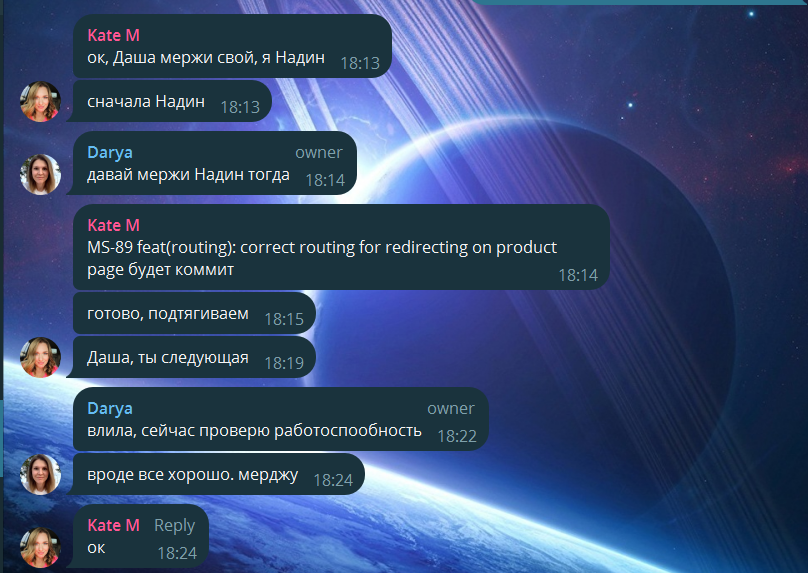 Kate M
ок, Даша мержи свой, я Надин 18:13
сначала Надин 18:13
Darya owner
давай мержи Надин тогда 18:14
Kate M
MS-89 feat(routing): correct routing for redirecting on product
page будет коммит 18:14
готово, подтягиваем 18:15
Даша, ты следующая 18:19
Darya owner
влила, сейчас проверю работоспообность 18:22
вроде все хорошо. мерджу 18:24
Kate M Reply
ок 18:24